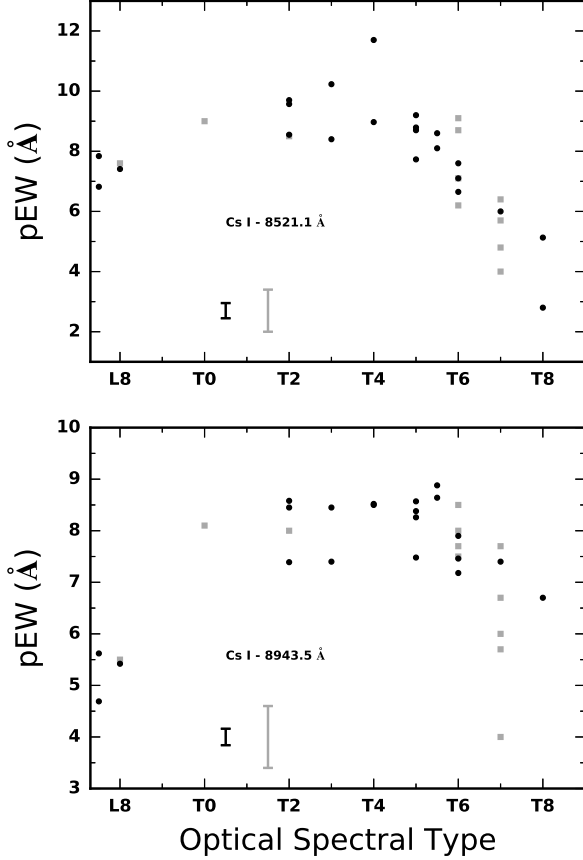 12
10
8
6
4
2
pEW (Å)
Cs I - 8521.1 Å
L8 T0 T2 T4 T6 T8
10
9
8
7
6
5
4
3
pEW (Å)
Cs I - 8943.5 Å
L8 T0 T2 T4 T6 T8
Optical Spectral Type